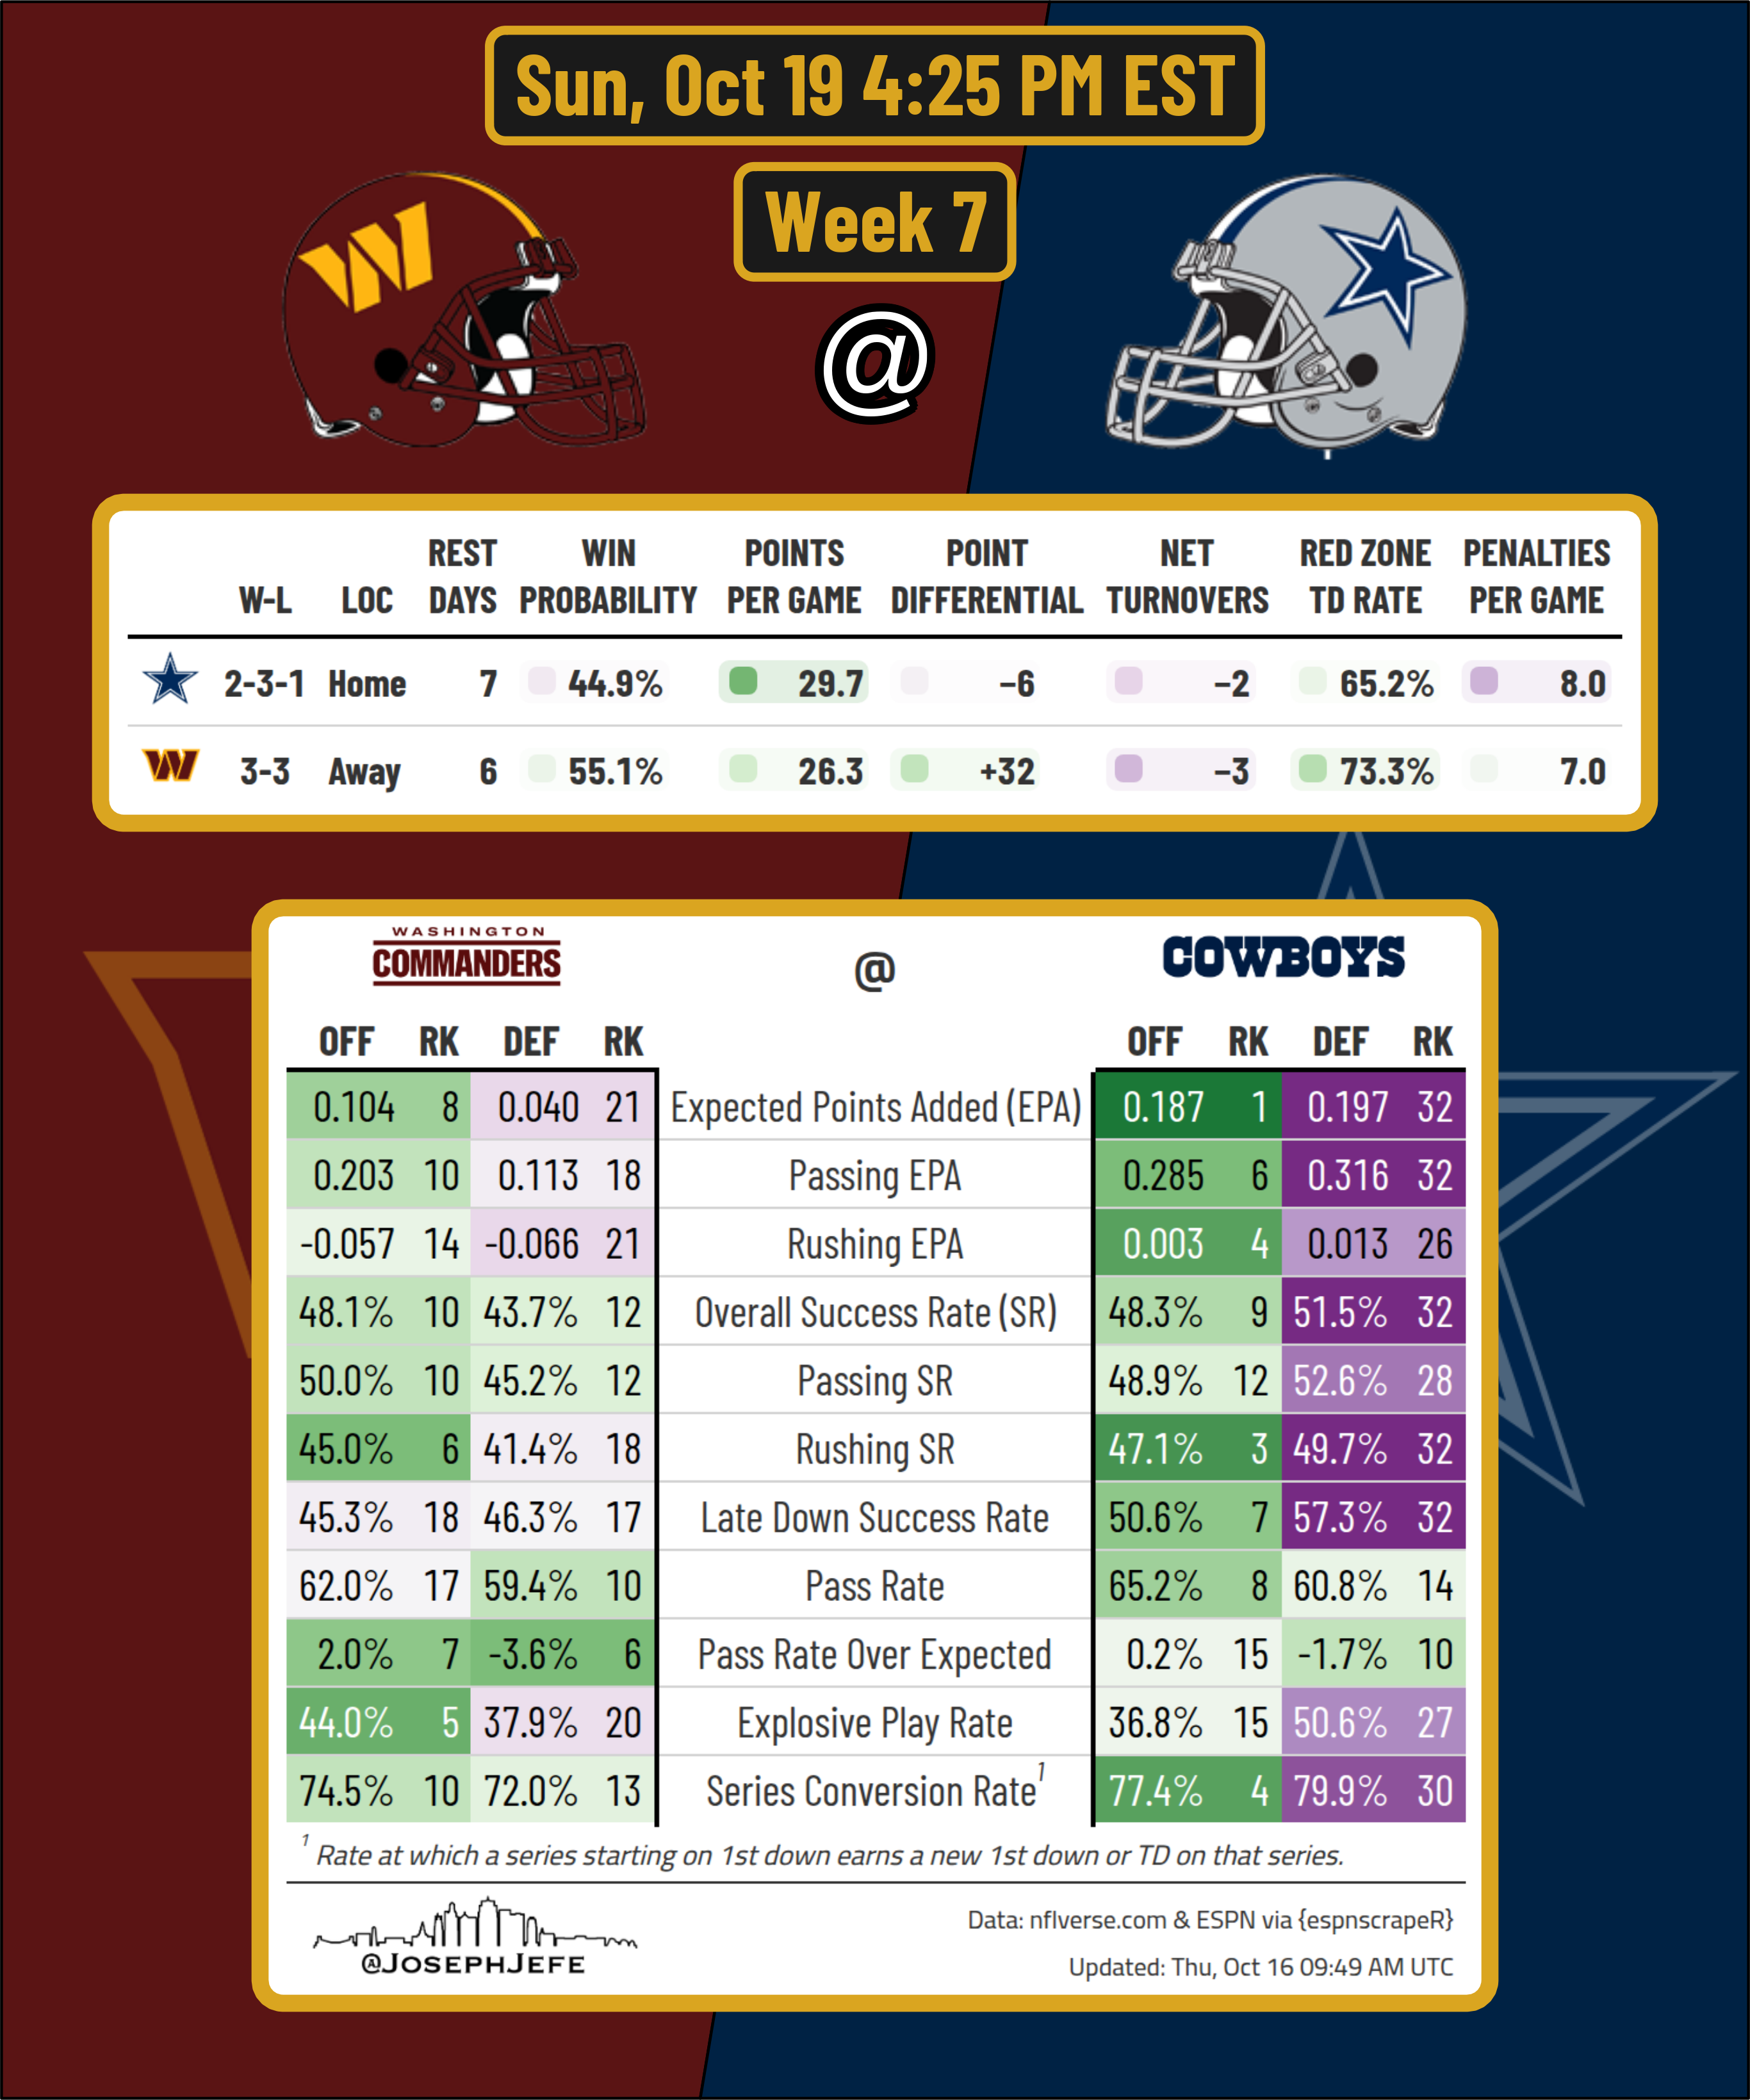 Sun, Oct 19 4:25 PM EST
Week 7
W
@
REST WIN POINTS POINT NET RED ZONE PENALTIES
W-L LOC DAYS PROBABILITY PER GAME DIFFERENTIAL TURNOVERS TD RATE PER GAME
2-3-1 Home 7 44.9% 29.7 −6 −2 65.2% 8.0
W 3-3 Away 6 55.1% 26.3 +32 −3 73.3% 7.0
WASHINGTON
COMMANDERS @ COWBOYS
OFF RK DEF RK OFF RK DEF RK
0.104 8 0.040 21 Expected Points Added (EPA) 0.187 1 0.197 32
0.203 10 0.113 18 Passing EPA 0.285 6 0.316 32
-0.057 14 -0.066 21 Rushing EPA 0.003 4 0.013 26
48.1% 10 43.7% 12 Overall Success Rate (SR) 48.3% 9 51.5% 32
50.0% 10 45.2% 12 Passing SR 48.9% 12 52.6% 28
45.0% 6 41.4% 18 Rushing SR 47.1% 3 49.7% 32
45.3% 18 46.3% 17 Late Down Success Rate 50.6% 7 57.3% 32
62.0% 17 59.4% 10 Pass Rate 65.2% 8 60.8% 14
2.0% 7 -3.6% 6 Pass Rate Over Expected 0.2% 15 -1.7% 10
44.0% 5 37.9% 20 Explosive Play Rate 36.8% 15 50.6% 27
74.5% 10 72.0% 13 Series Conversion Rate¹ 77.4% 4 79.9% 30
¹ Rate at which a series starting on 1st down earns a new 1st down or TD on that series.
Data: nflverse.com & ESPN via {espnscrapeR}
@JOSEPHJEFE
Updated: Thu, Oct 16 09:49 AM UTC